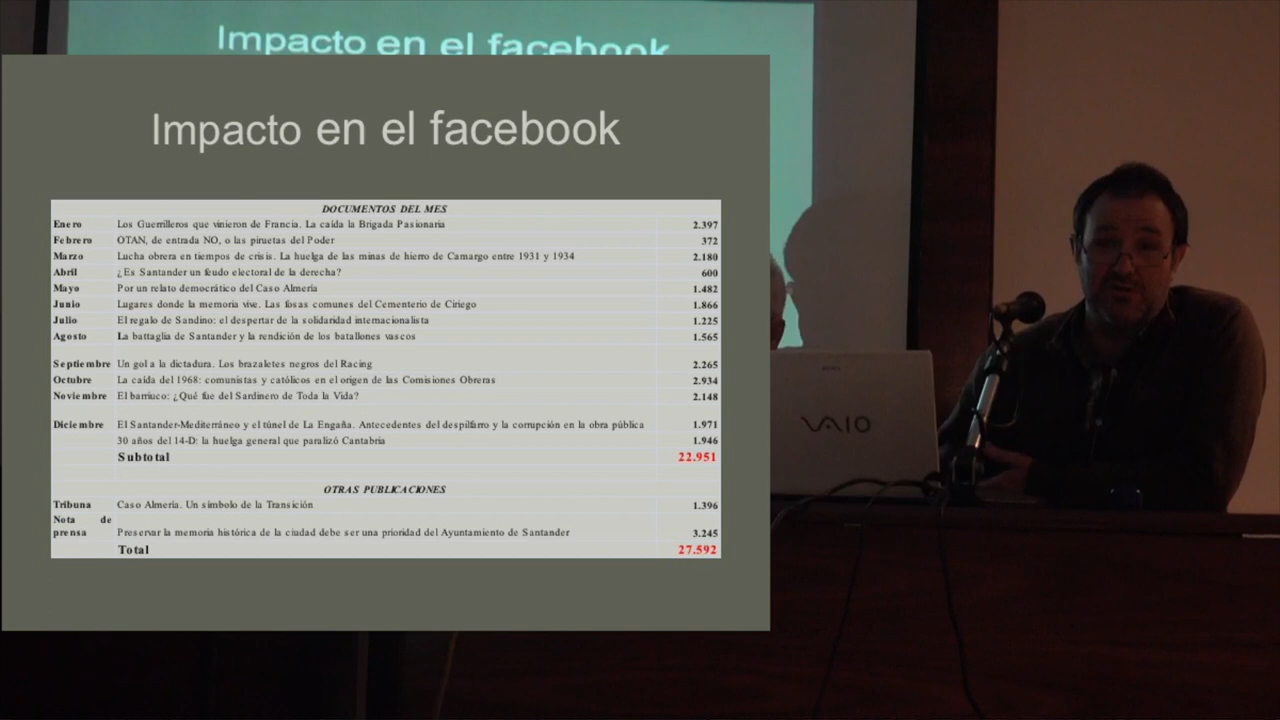 Impacto en el facebook
Impacto en el facebook
DOCUMENTOS DEL MES
Enero Los Guerrilleros que vinieron de Francia. La caída la Brigada Pasionaria 2.397
Febrero OTAN, de entrada NO, o las piruetas del Poder 372
Marzo Lucha obrera en tiempos de crisis. La huelga de las minas de hierro de Camargo entre 1931 y 1934 2.180
Abril ¿Es Santander un feudo electoral de la derecha? 600
Mayo Por un relato democrático del Caso Almería 1.482
Junio Lugares donde la memoria vive. Las fosas comunes del Cementerio de Ciriego 1.866
Julio El regalo de Sandino: el despertar de la solidaridad internacionalista 1.225
Agosto La battaglia de Santander y la rendición de los batallones vascos 1.565
Septiembre Un gol a la dictadura. Los brazaletes negros del Racing 2.265
Octubre La caída del 1968: comunistas y católicos en el origen de las Comisiones Obreras 2.934
Noviembre El barriuco: ¿Qué fue del Sardinero de Toda la Vida? 2.148
Diciembre El Santander-Mediterráneo y el túnel de La Engaña. Antecedentes del despilfarro y la corrupción en la obra pública 1.971
30 años del 14-D: la huelga general que paralizó Cantabria 1.946
Subtotal 22.951
OTRAS PUBLICACIONES
Tribuna Caso Almería. Un símbolo de la Transición 1.396
Nota de
prensa Preservar la memoria histórica de la ciudad debe ser una prioridad del Ayuntamiento de Santander 3.245
Total 27.592
VAIO